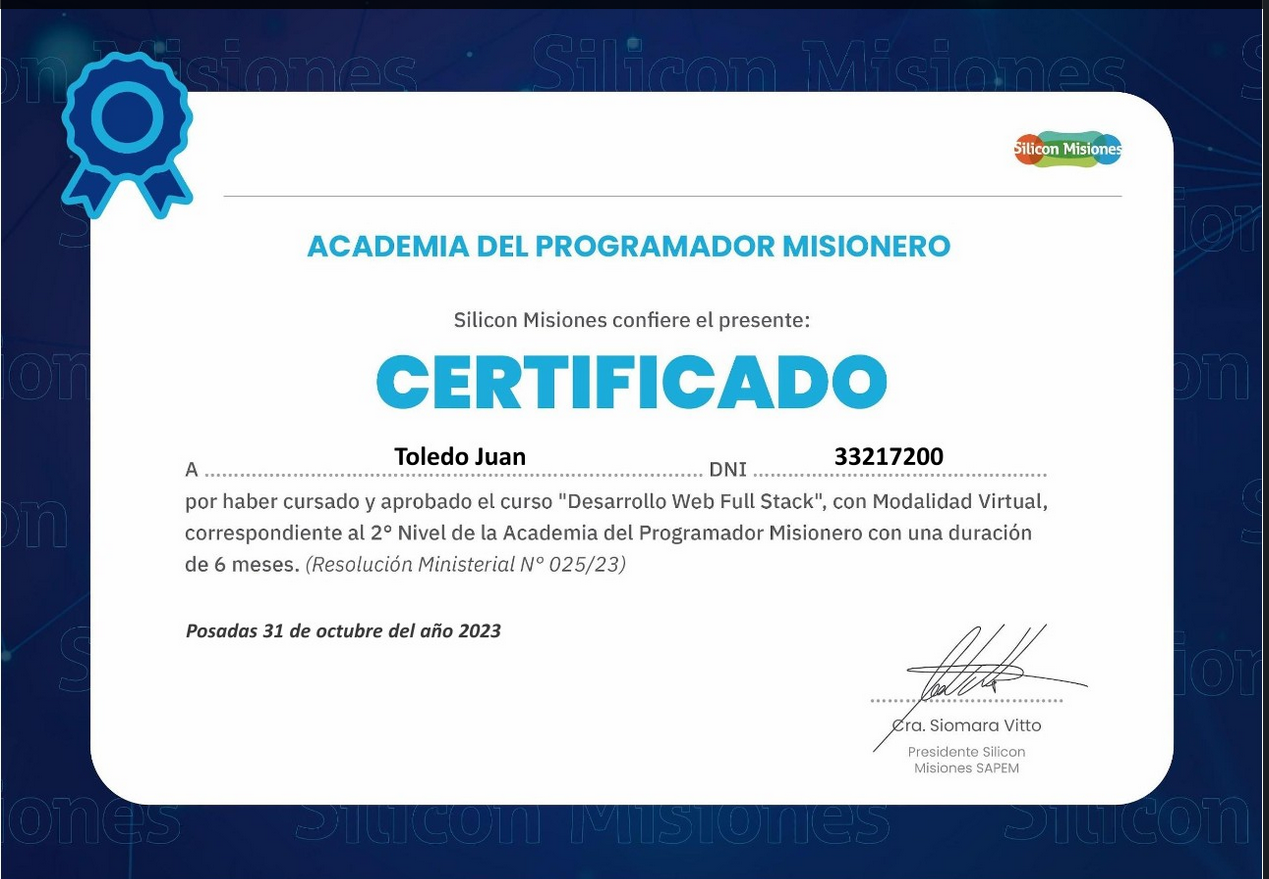 Silicon Misiones
ACADEMIA DEL PROGRAMADOR MISIONERO
Silicon Misiones confiere el presente:
CERTIFICADO
A Toledo Juan DNI 33217200
por haber cursado y aprobado el curso "Desarrollo Web Full Stack", con Modalidad Virtual,
correspondiente al 2° Nivel de la Academia del Programador Misionero con una duración
de 6 meses. (Resolución Ministerial N° 025/23)
Posadas 31 de octubre del año 2023
Cra. Siomara Vitto
Presidente Silicon
Misiones SAPEM